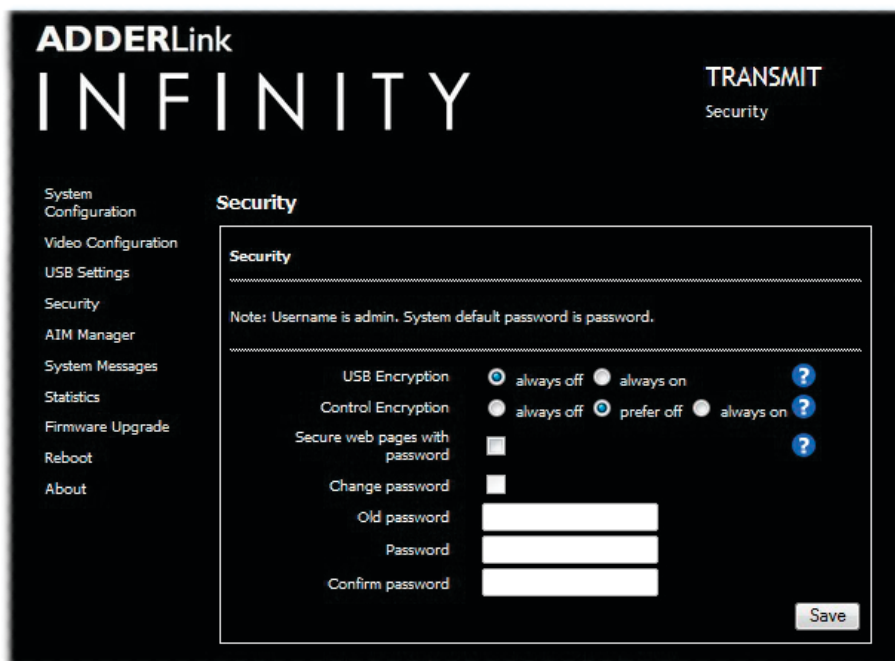 ADDERLink
INFINITY
TRANSMIT
Security
System
Configuration
Video Configuration
USB Settings
Security
AIM Manager
System Messages
Statistics
Firmware Upgrade
Reboot
About
Security
Security
Note: Username is admin. System default password is password.
USB Encryption always off always on ?
Control Encryption always off prefer off always on ?
Secure web pages with
password ?
Change password
Old password
Password
Confirm password
Save